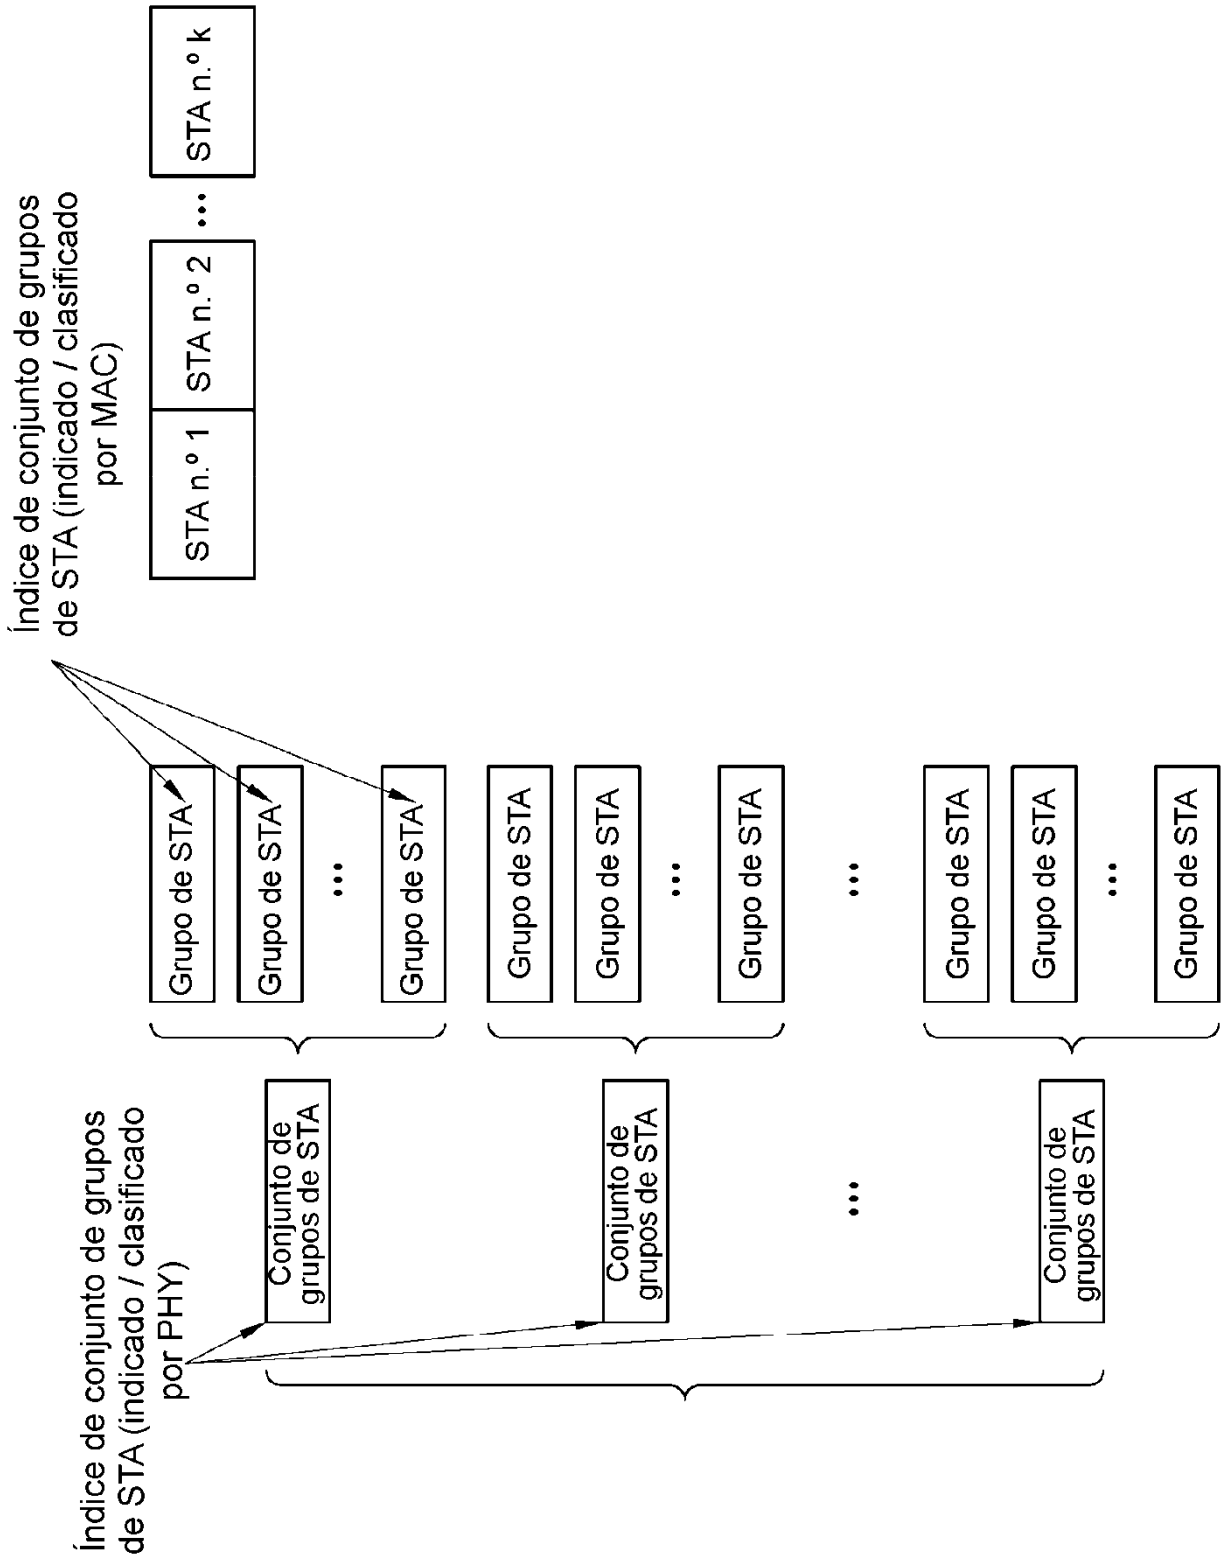 Índice de conjunto de grupos
de STA (indicado / clasificado
por PHY)
Conjunto de
grupos de STA
Conjunto de
grupos de STA
...
Conjunto de
grupos de STA
Índice de conjunto de grupos
de STA (indicado / clasificado
por MAC)
Grupo de STA
Grupo de STA
...
Grupo de STA
Grupo de STA
Grupo de STA
...
Grupo de STA
...
Grupo de STA
Grupo de STA
...
Grupo de STA
STA n.º 1
STA n.º 2
...
STA n.º k